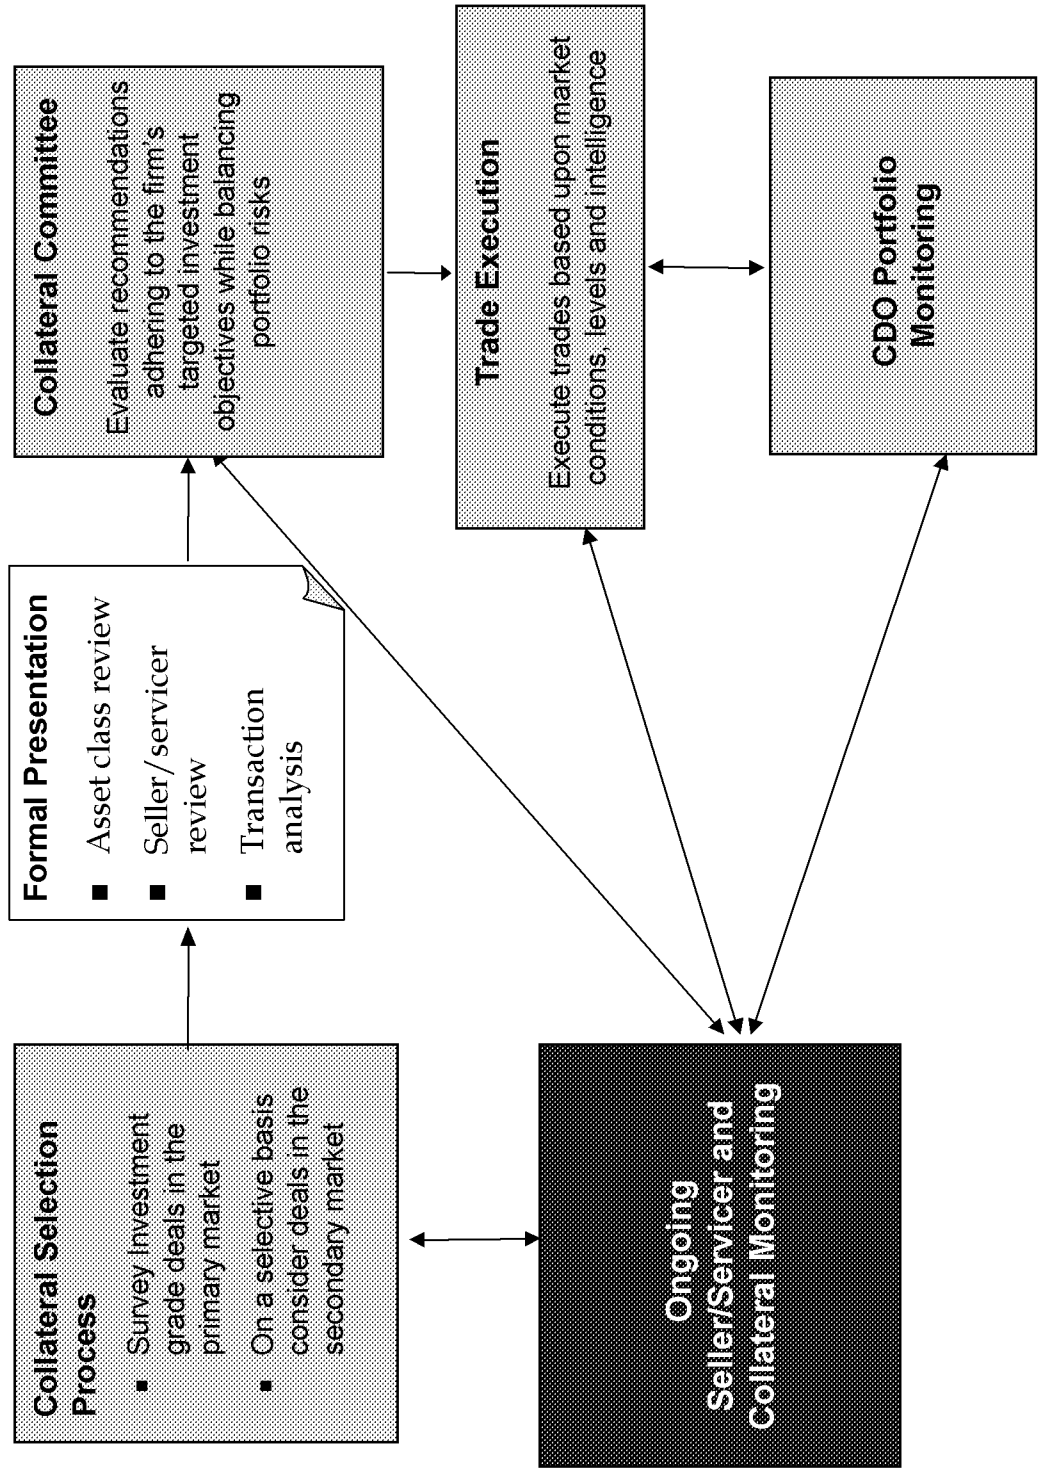 Collateral Selection
Process
▪ Survey Investment
grade deals in the
primary market
▪ On a selective basis
consider deals in the
secondary market
Formal Presentation
■ Asset class review
■ Seller/servicer
review
■ Transaction
analysis
Collateral Committee
Evaluate recommendations
adhering to the firm's
targeted investment
objectives while balancing
portfolio risks
Trade Execution
Execute trades based upon market
conditions, levels and intelligence
CDO Portfolio
Monitoring
Ongoing
Seller/Servicer and
Collateral Monitoring